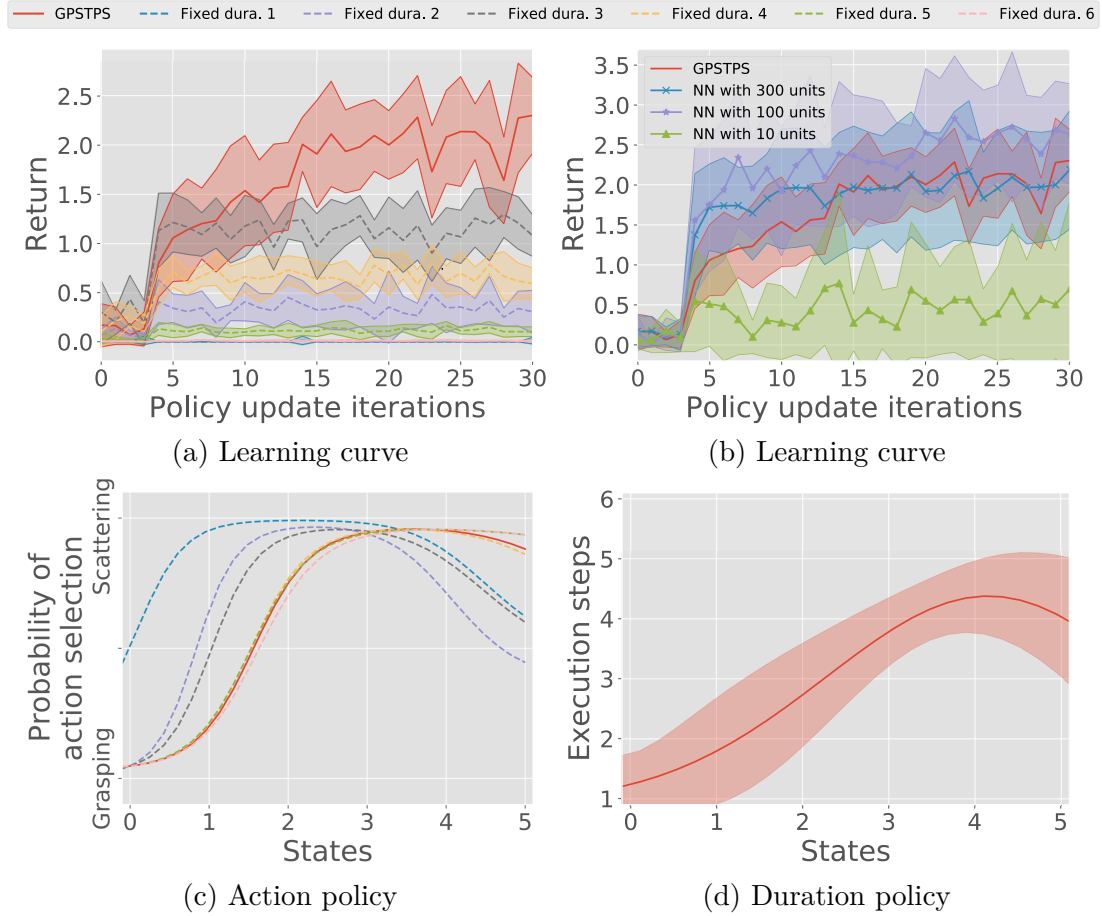 GPSTPS Fixed dura. 1 Fixed dura. 2 Fixed dura. 3 Fixed dura. 4 Fixed dura. 5 Fixed dura. 6
Return
2.5
2.0
1.5
1.0
0.5
0.0
0 5 10 15 20 25 30
Policy update iterations
(a) Learning curve
Return
3.5
3.0
2.5
2.0
1.5
1.0
0.5
0.0
GPSTPS
NN with 300 units
NN with 100 units
NN with 10 units
0 5 10 15 20 25 30
Policy update iterations
(b) Learning curve
Probability of
action selection
Scattering
Grasping
0 1 2 3 4 5
States
(c) Action policy
Execution steps
6
5
4
3
2
1
0 1 2 3 4 5
States
(d) Duration policy